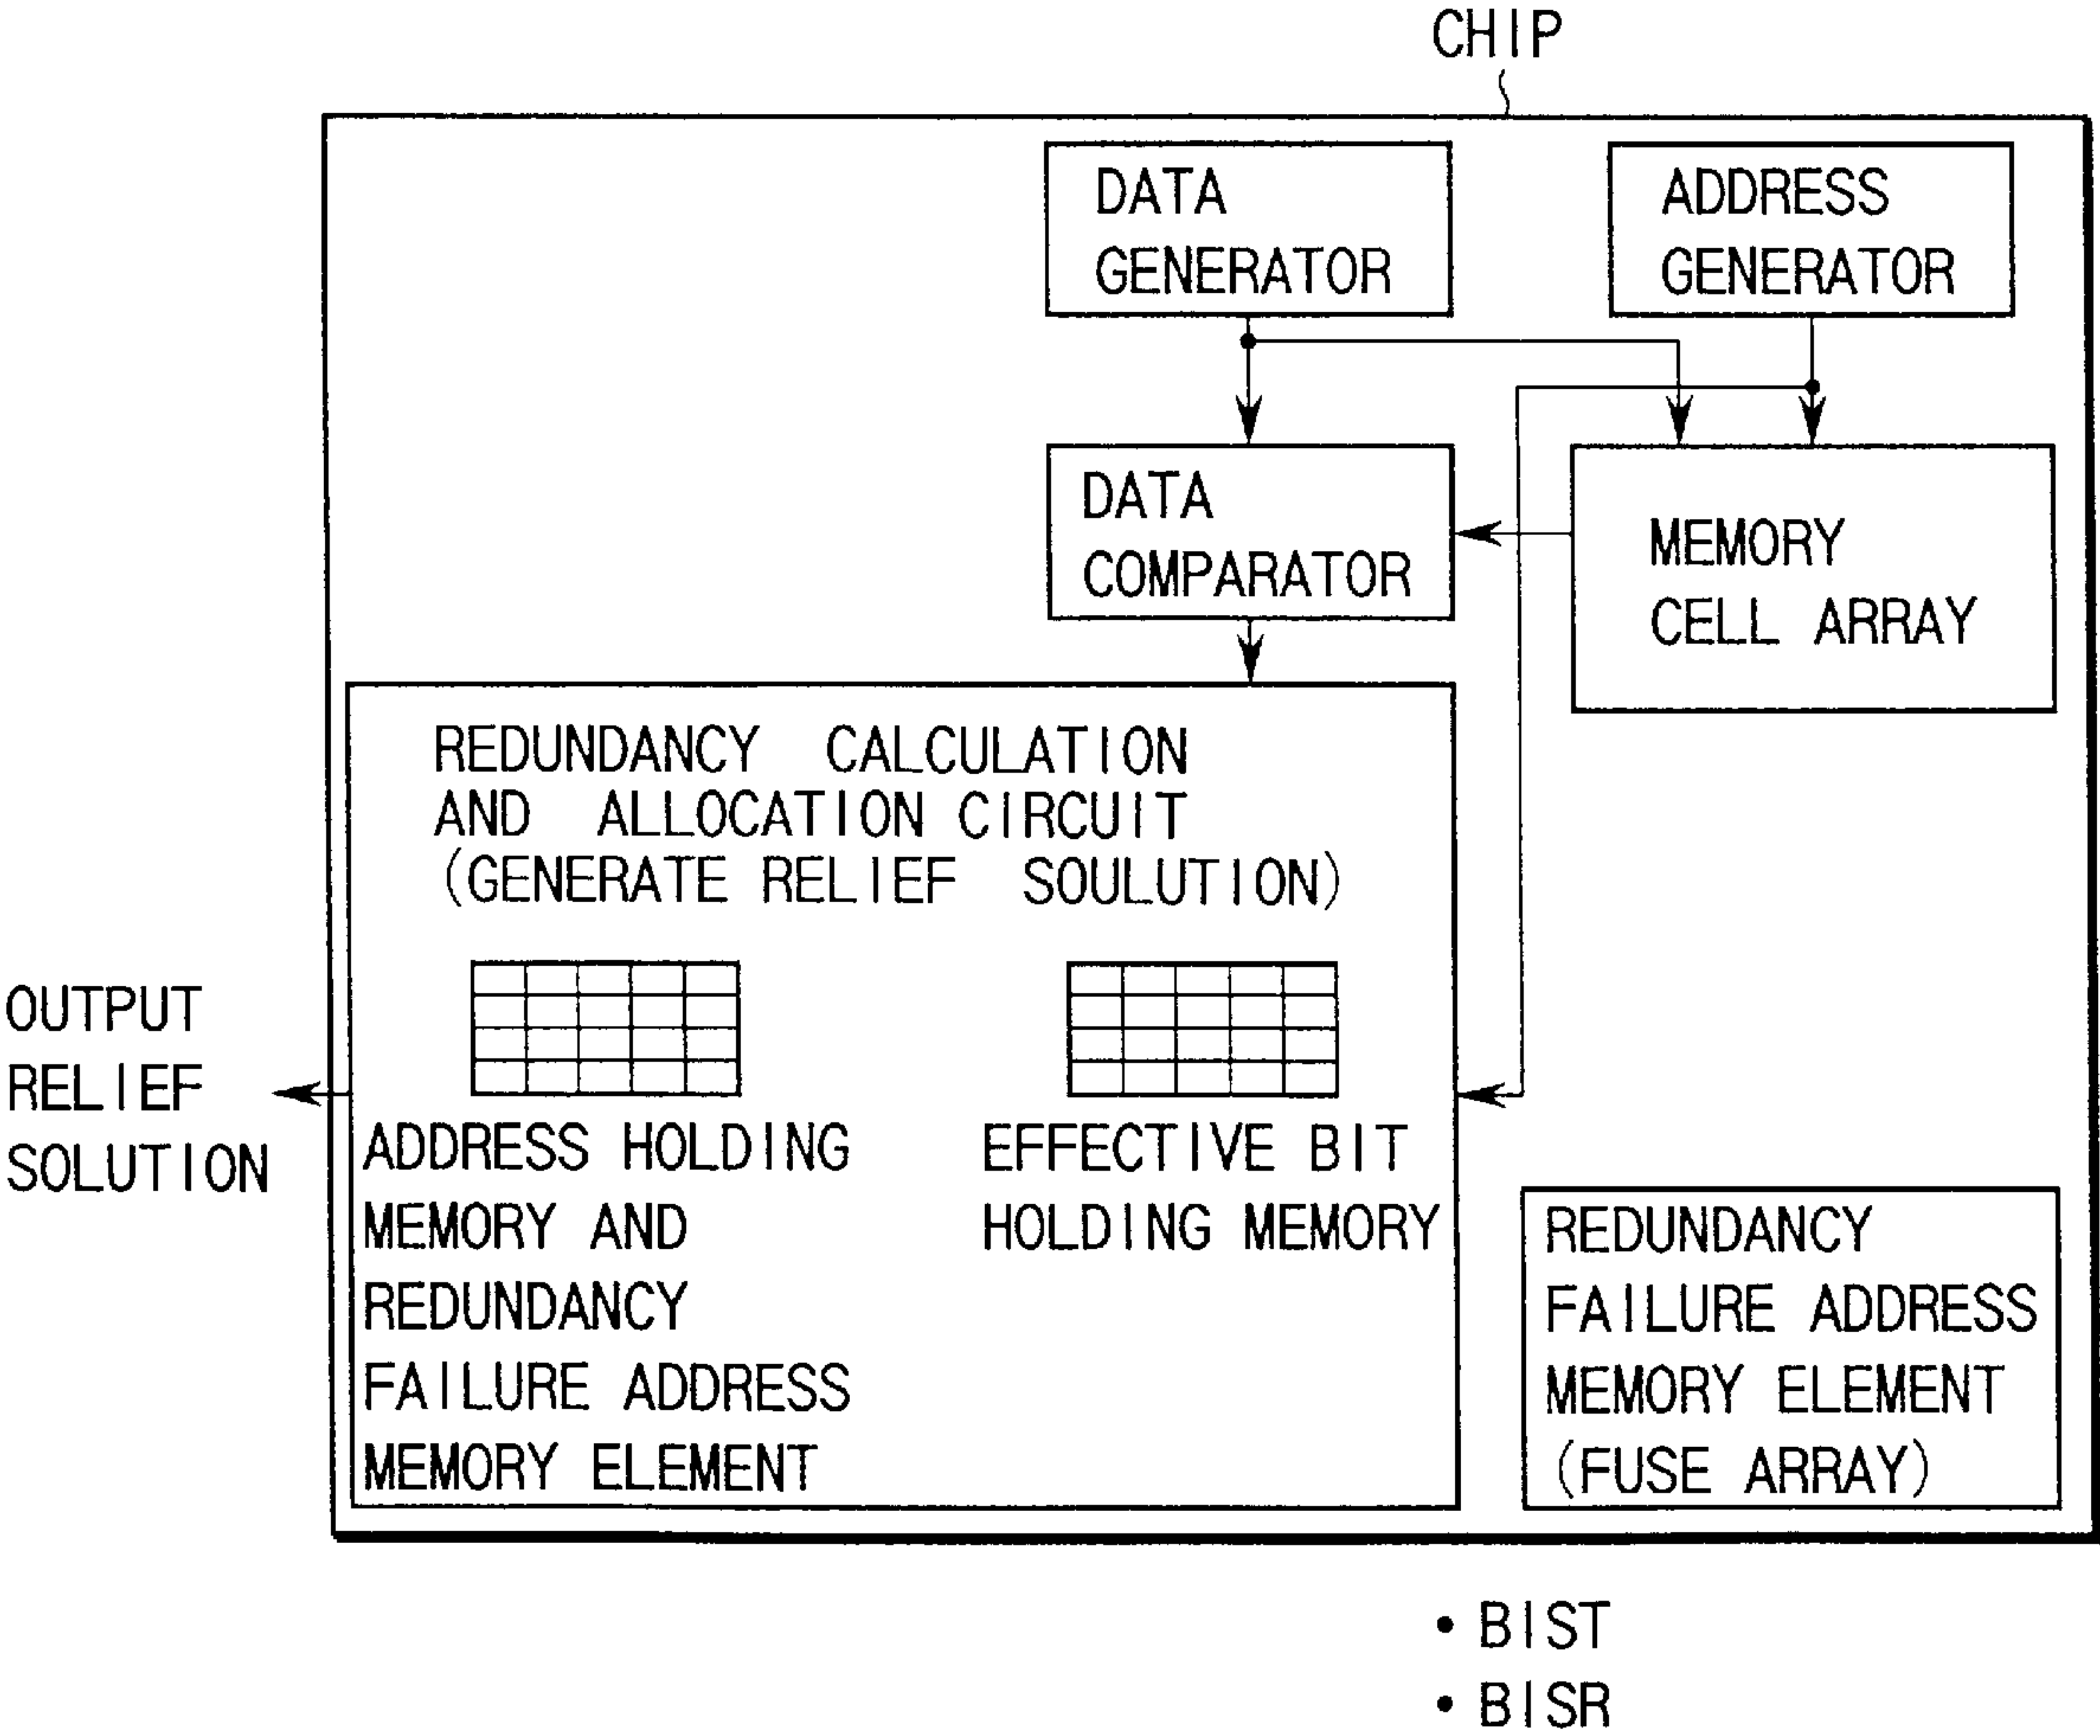 CHIP
DATA
GENERATOR
ADDRESS
GENERATOR
DATA
COMPARATOR
MEMORY
CELL ARRAY
REDUNDANCY CALCULATION
AND ALLOCATION CIRCUIT
(GENERATE RELIEF SOULUTION)
OUTPUT
RELIEF
SOLUTION
ADDRESS HOLDING
MEMORY AND
REDUNDANCY
FAILURE ADDRESS
MEMORY ELEMENT
EFFECTIVE BIT
HOLDING MEMORY
REDUNDANCY
FAILURE ADDRESS
MEMORY ELEMENT
(FUSE ARRAY)
• BIST
• BISR